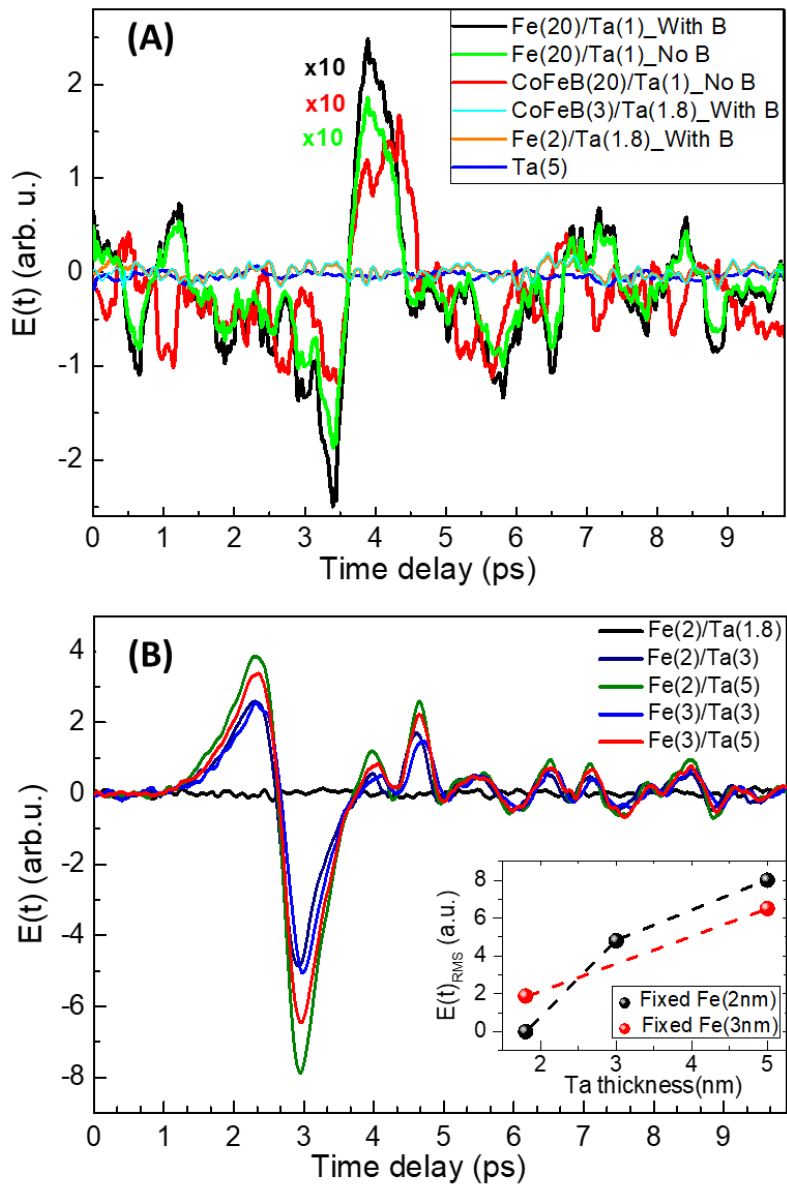 (A)
Fe(20)/Ta(1)_With B
Fe(20)/Ta(1)_No B
CoFeB(20)/Ta(1)_No B
CoFeB(3)/Ta(1.8)_With B
Fe(2)/Ta(1.8)_With B
Ta(5)
x10
x10
x10
E(t) (arb. u.)
2
1
0
-1
-2
0 1 2 3 4 5 6 7 8 9
Time delay (ps)
(B)
Fe(2)/Ta(1.8)
Fe(2)/Ta(3)
Fe(2)/Ta(5)
Fe(3)/Ta(3)
Fe(3)/Ta(5)
E(t) (arb.u.)
4
2
0
-2
-4
-6
-8
E(t)RMS (a.u.)
8
6
4
2
0
Fixed Fe(2nm)
Fixed Fe(3nm)
2 3 4 5
Ta thickness(nm)
0 1 2 3 4 5 6 7 8 9
Time delay (ps)